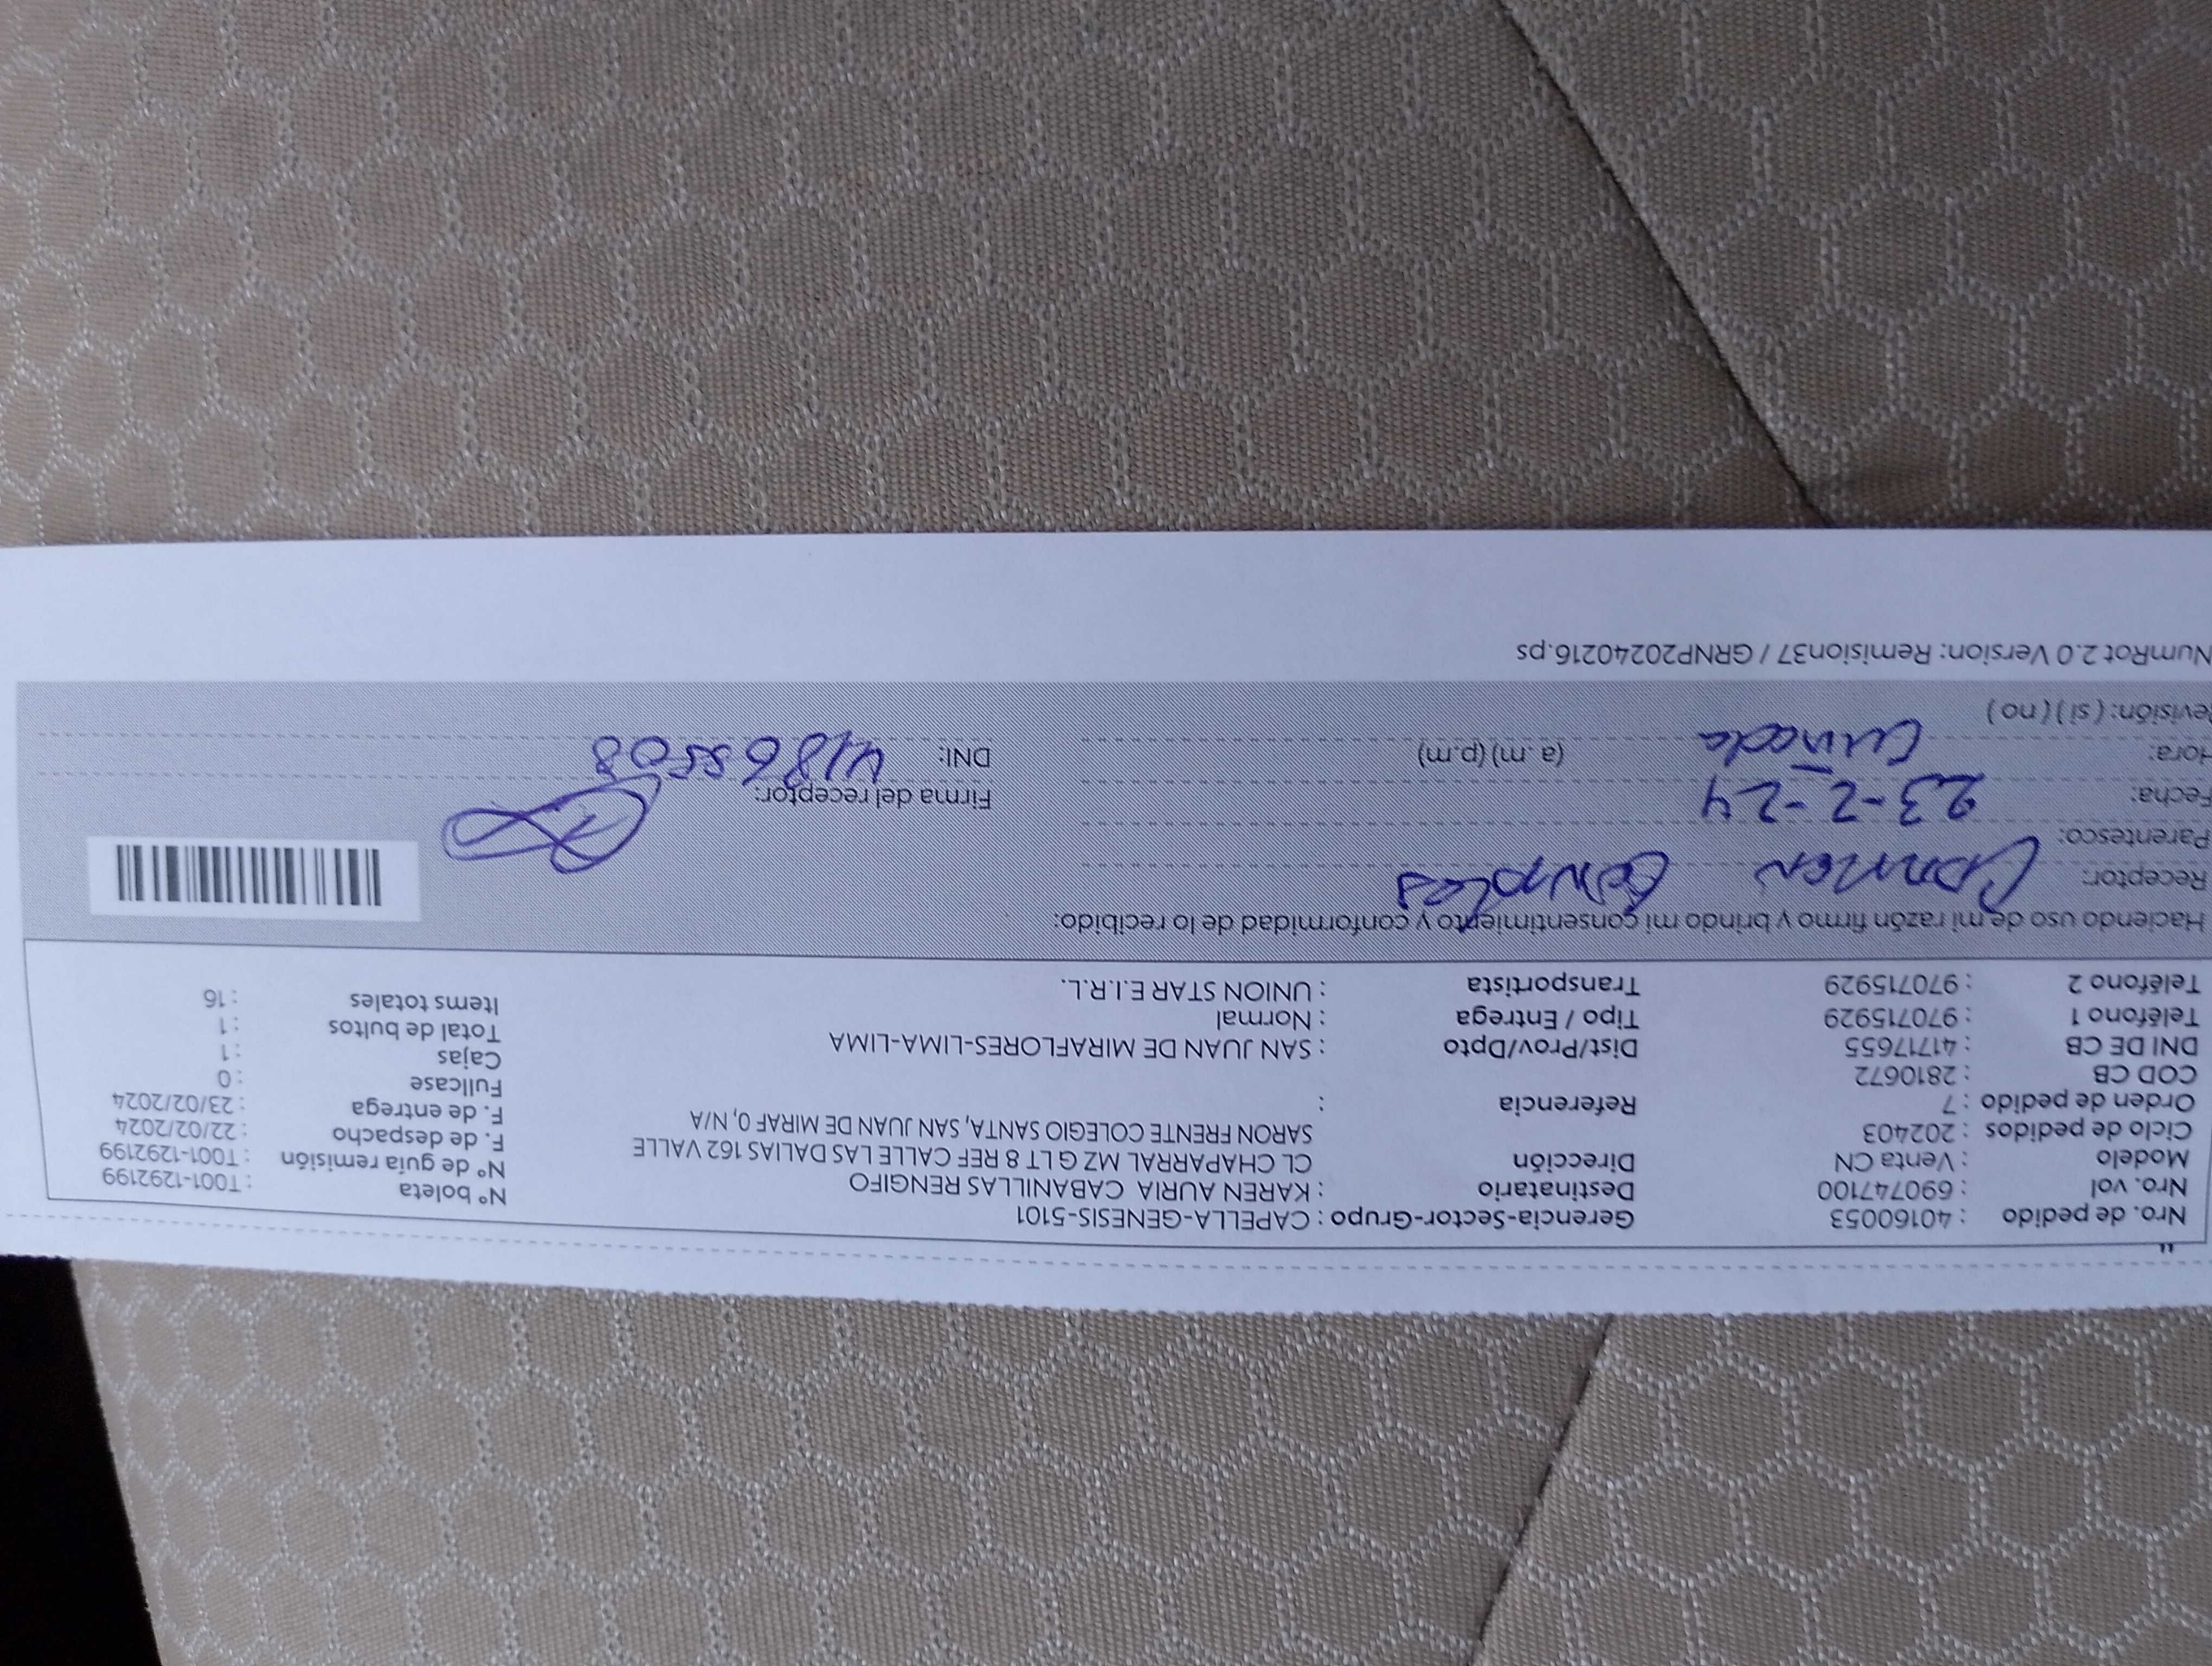 Nro. de pedido : 40160053 Gerencia-Sector-Grupo : CAPELLA-GENESIS-5101 N° boleta : T001-1292199
Nro. vol : 690747100 Destinatario : KAREN AURIA CABANILLAS RENGIFO N° de guía remisión : T001-1292199
Modelo : Venta CN Dirección CL CHAPARRAL MZ G LT 8 REF CALLE LAS DALIAS 162 VALLE F. de despacho : 22/02/2024
Ciclo de pedidos : 202403 SARON FRENTE COLEGIO SANTA, SAN JUAN DE MIRAF 0, N/A F. de entrega : 23/02/2024
Orden de pedido : 7 Referencia : Fullcase : 0
COD CB : 2810672 Cajas : 1
DNI DE CB : 41717655 Dist/Prov/Dpto : SAN JUAN DE MIRAFLORES-LIMA-LIMA Total de bultos : 1
Teléfono 1 : 970715929 Tipo / Entrega : Normal Items totales : 16
Teléfono 2 : 970715929 Transportista : UNION STAR E.I.R.L.
Haciendo uso de mi razón firmo y brindo mi consentimiento y conformidad de lo recibido:
Receptor: Carmen
Parentesco:
Fecha: 23-2-24 Firma del receptor:
Hora: Cuñada (a.m) (p.m) DNI: 41865508
evisión: ( si ) ( no )
NumRot 2.0 Version: Remision37 / GRNP20240216.ps